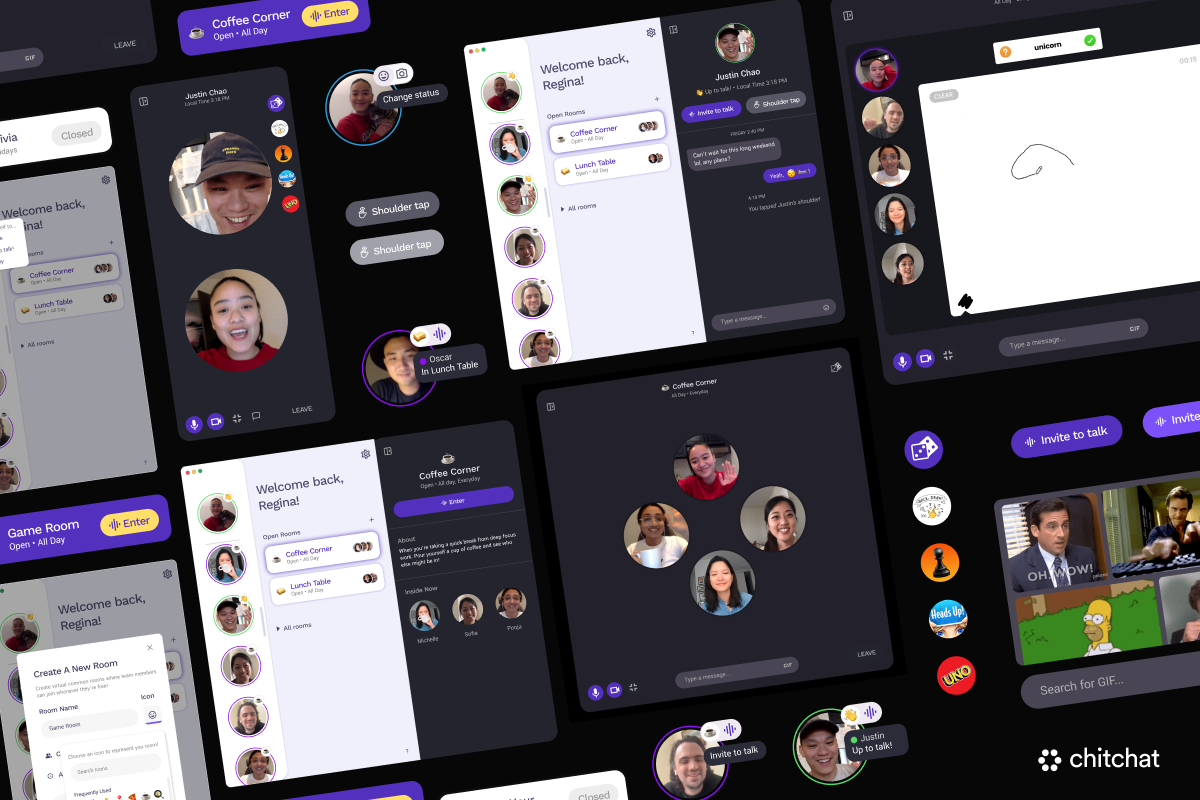 GIF
LEAVE
Coffee Corner
Open • All Day
Enter
Closed
Welcome back,
Regina!
Coffee Corner
Open • All Day
Lunch Table
Open • All Day
All rooms
?
Justin Chao
Local Time 3:18 PM
UNO
LEAVE
Change status
Shoulder tap
Shoulder tap
Oscar
In Lunch Table
Welcome back,
Regina!
Open Rooms
+
Coffee Corner
Open • All Day
Lunch Table
Open • All Day
All rooms
?
Justin Chao
👋 Up to talk! • Local Time 3:18 PM
Invite to talk
Shoulder tap
FRIDAY 2:40 PM
Can't wait for this long weekend
lol, any plans?
Yeah,
4:18 PM
You tapped Justin's shoulder!
Type a message...
unicorn
00:15
CLEAR
Type a message...
GIF
Game Room
Open • All Day
Enter
Welcome back,
Regina!
Create A New Room
Create virtual common rooms where team members
can join whenever they're free!
Room Name
Icon
Game Room
Choose an icon to represent you room!
Search Icons
Frequently Used
Welcome back,
Regina!
Open Rooms
+
Coffee Corner
Open • All Day
Lunch Table
Open • All Day
All rooms
?
Coffee Corner
Open • All day, Everyday
Enter
About
When you're taking a quick break from deep focus
work. Pour yourself a cup of coffee and see who
else might be in!
Inside Now
Michelle
Sofia
Pooja
Coffee Corner
All Day • Everyday
Type a message...
GIF
LEAVE
Invite to talk
Justin
Up to talk!
Closed
Heads Up!
UNO
Invite to talk
Invite
OH, WOW!
Search for GIF...
chitchat